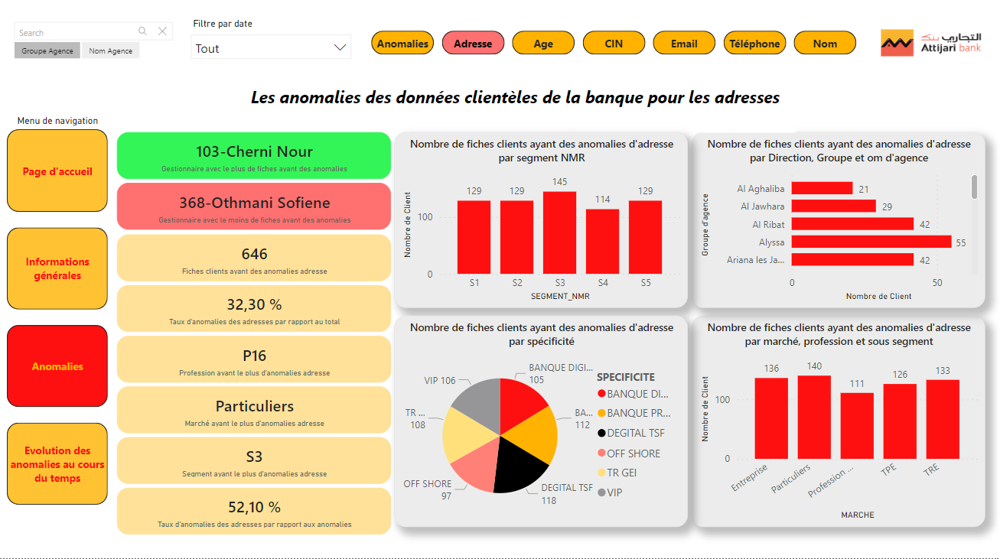 Search
Groupe Agence
Nom Agence
Filtre par date
Tout
Anomalies
Adresse
Age
CIN
Email
Téléphone
Nom
التجاري بنك
Attijari bank
Les anomalies des données clientèles de la banque pour les adresses
Menu de navigation
Page d'accueil
Informations
générales
Anomalies
Evolution des
anomalies au cours
du temps
103-Cherni Nour
Gestionnaire avec le plus de fiches ayant des anomalies
368-Othmani Sofiene
Gestionnaire avec le moins de fiches ayant des anomalies
646
Fiches clients ayant des anomalies adresse
32,30 %
Taux d'anomalies des adresses par rapport au total
P16
Profession ayant le plus d'anomalies adresse
Particuliers
Marché ayant le plus d'anomalies adresse
S3
Segment ayant le plus d'anomalies adresse
52,10 %
Taux d'anomalies des adresses par rapport aux anomalies
Nombre de fiches clients ayant des anomalies d'adresse
par segment NMR
Nombre de Client
100
0
129
129
145
114
129
S1
S2
S3
S4
S5
SEGMENT_NMR
Nombre de fiches clients ayant des anomalies d'adresse
par Direction, Groupe et om d'agence
Groupe d'agence
Al Aghaliba
21
Al Jawhara
29
Al Ribat
42
Alyssa
55
Ariana les Ja...
42
0
50
Nombre de Client
Nombre de fiches clients ayant des anomalies d'adresse
par spécificité
BANQUE DIGI...
105
BA...
112
DEGITAL TSF
118
OFF SHORE
97
TR ...
108
VIP 106
SPECIFICITE
BANQUE DI...
BANQUE PR...
DEGITAL TSF
OFF SHORE
TR GEI
VIP
Nombre de fiches clients ayant des anomalies d'adresse
par marché, profession et sous segment
Nombre de Client
100
0
136
140
111
126
133
Entreprise
Particuliers
Profession ...
TPE
TRE
MARCHE